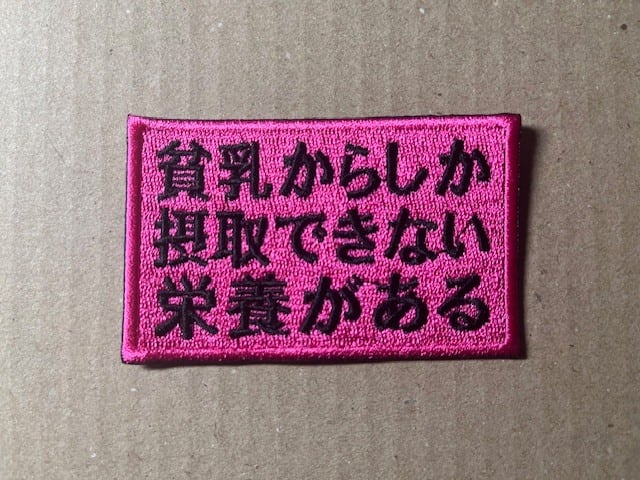 貧乳からしか
摂取できない
栄養がある